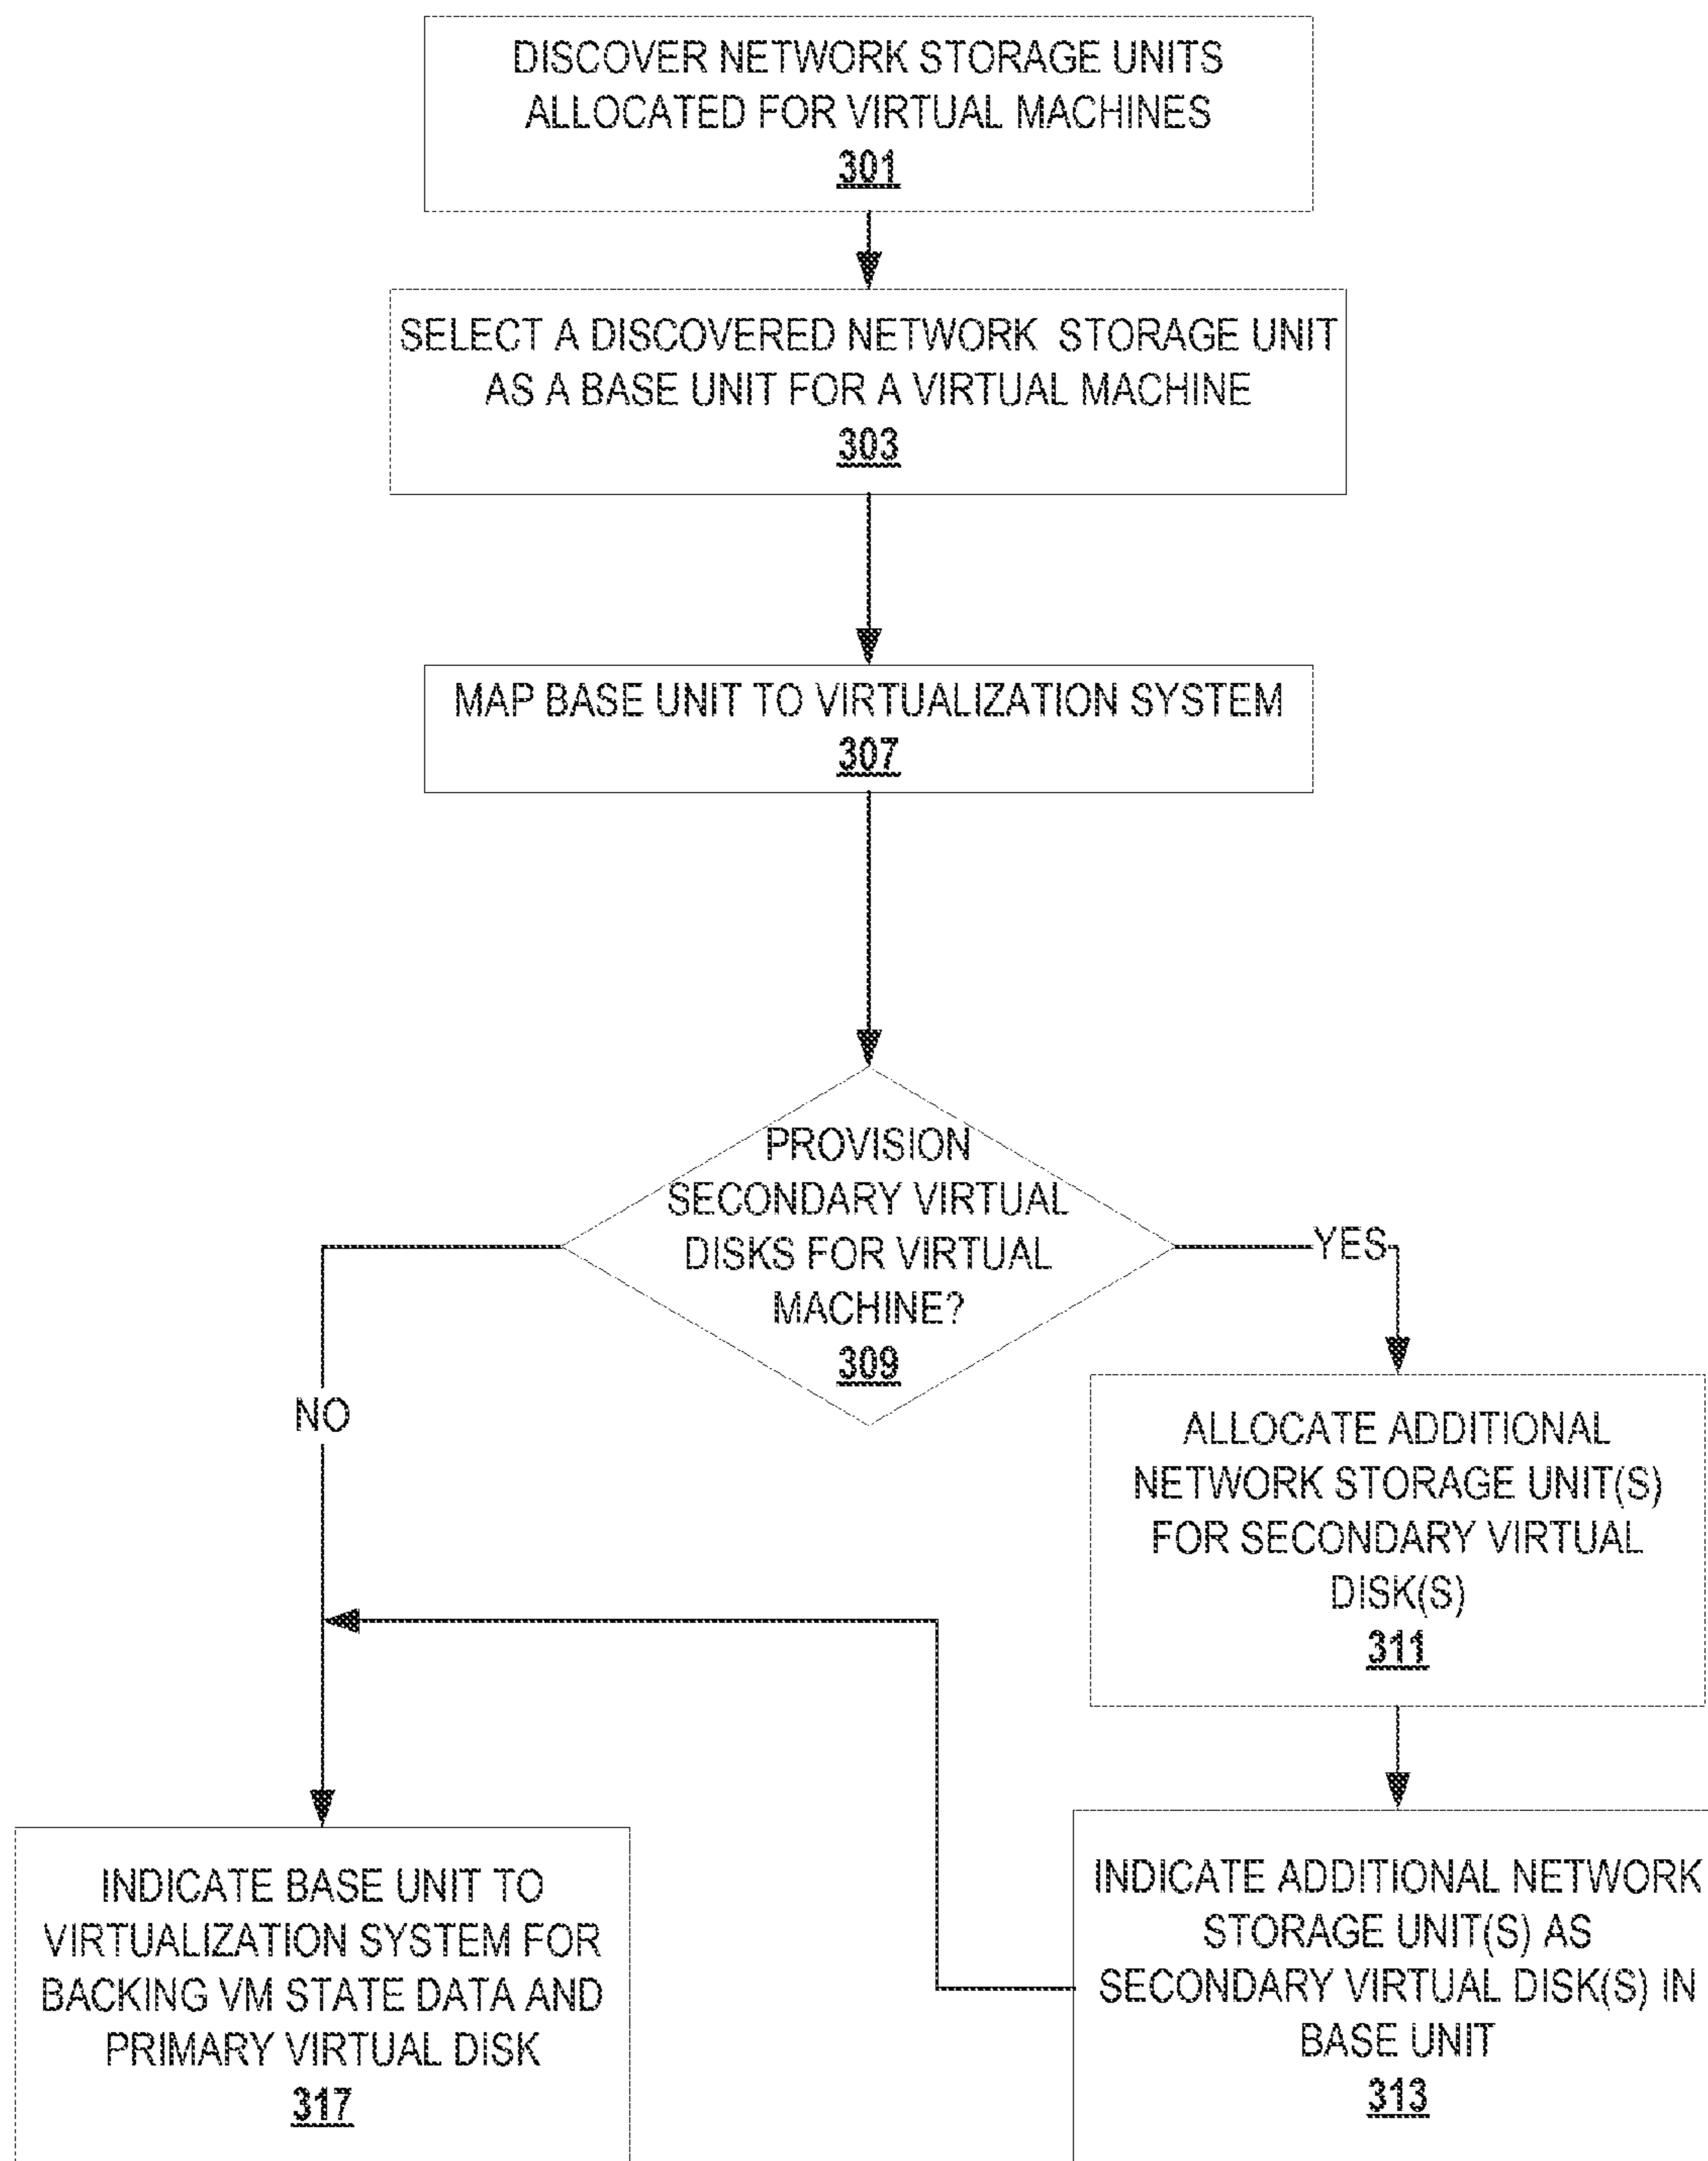 DISCOVER NETWORK STORAGE UNITS
ALLOCATED FOR VIRTUAL MACHINES
301
SELECT A DISCOVERED NETWORK STORAGE UNIT
AS A BASE UNIT FOR A VIRTUAL MACHINE
303
MAP BASE UNIT TO VIRTUALIZATION SYSTEM
307
PROVISION
SECONDARY VIRTUAL
DISKS FOR VIRTUAL
MACHINE?
309
YES
NO
ALLOCATE ADDITIONAL
NETWORK STORAGE UNIT(S)
FOR SECONDARY VIRTUAL
DISK(S)
311
INDICATE BASE UNIT TO
VIRTUALIZATION SYSTEM FOR
BACKING VM STATE DATA AND
PRIMARY VIRTUAL DISK
317
INDICATE ADDITIONAL NETWORK
STORAGE UNIT(S) AS
SECONDARY VIRTUAL DISK(S) IN
BASE UNIT
313